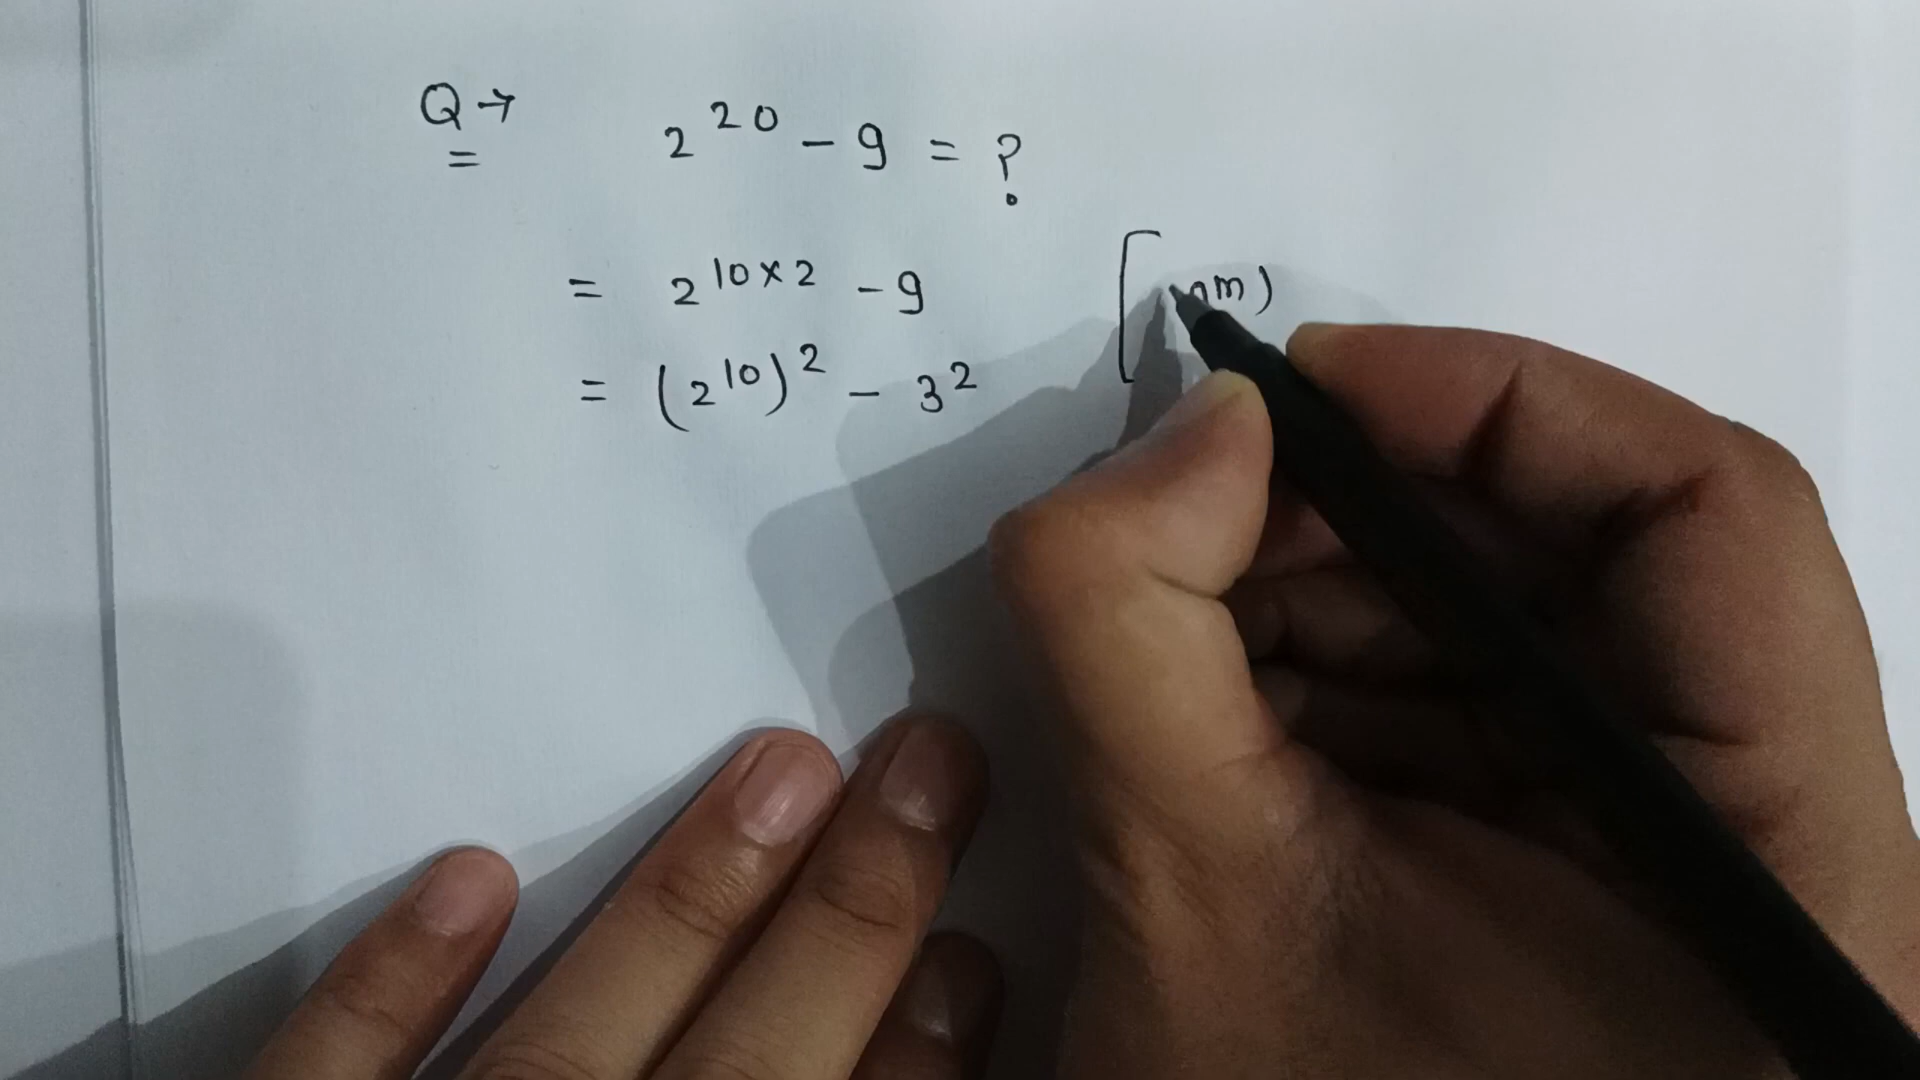 Q → 2²⁰ - 9 = ?
= 2¹⁰ˣ² - 9
= (2¹⁰)² - 3²
[ m)